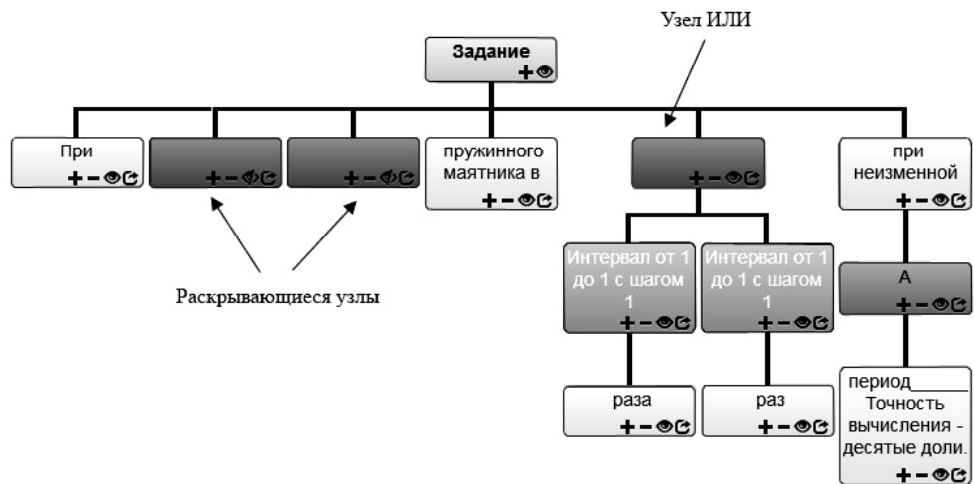 Узел ИЛИ
Задание
При
пружинного
маятника в
при
неизменной
Интервал от 1
до 1 с шагом
1
Интервал от 1
до 1 с шагом
1
А
Раскрывающиеся узлы
раза
раз
период______
Точность
вычисления -
десятые доли.